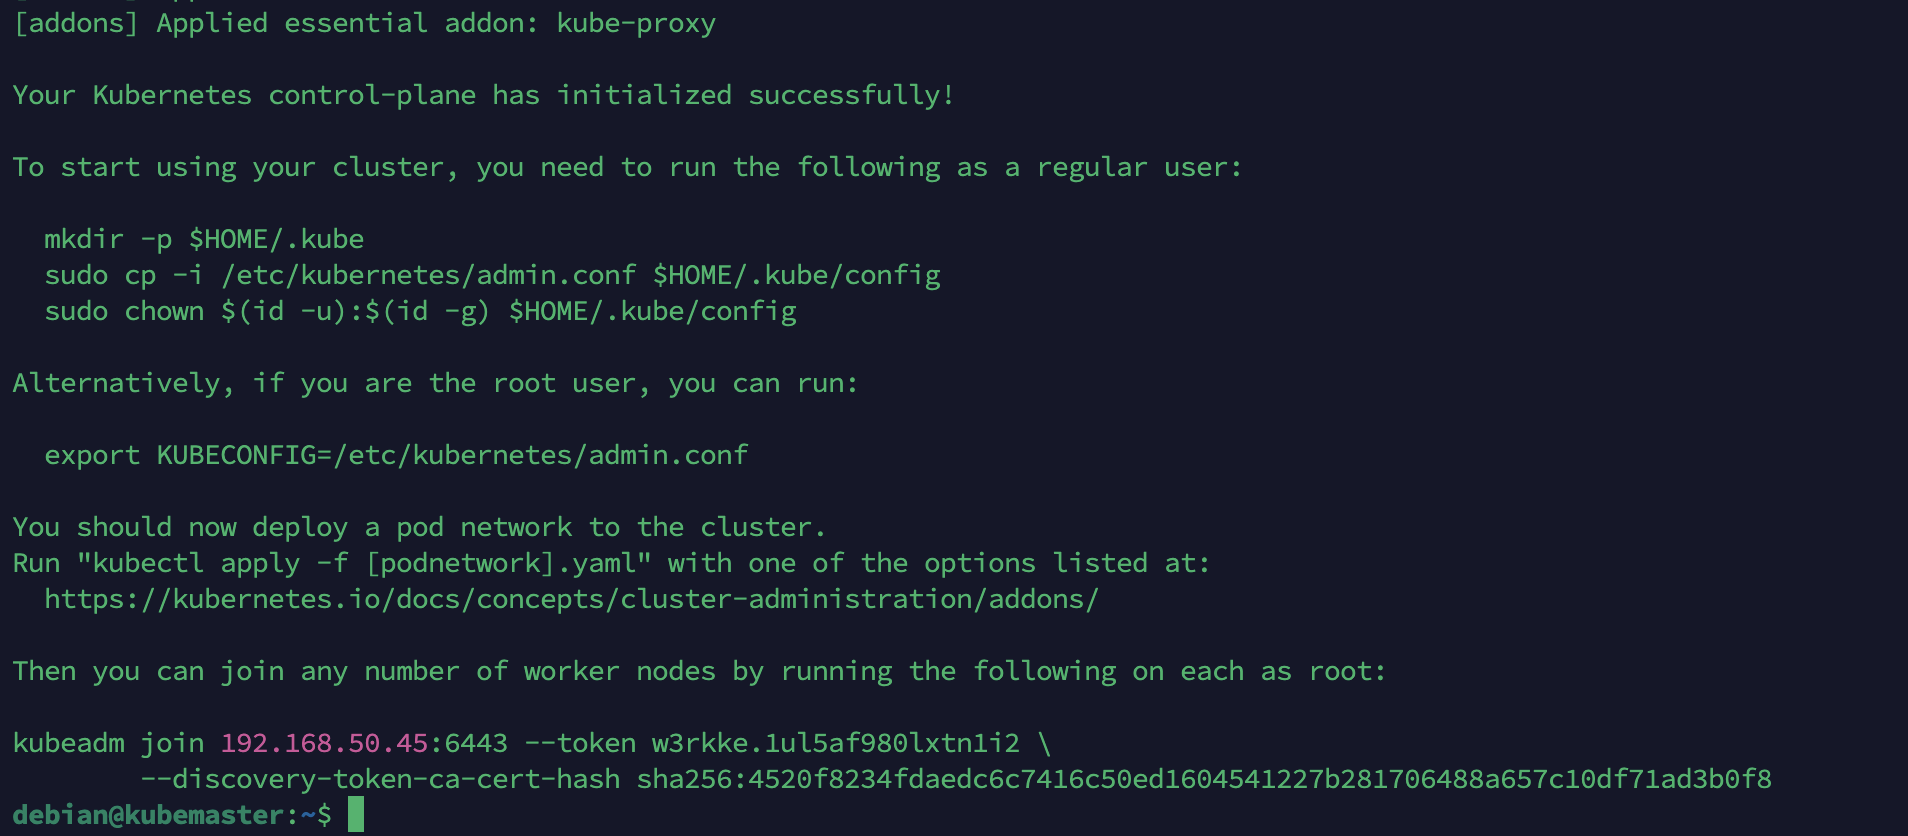 [addons] Applied essential addon: kube-proxy
Your Kubernetes control-plane has initialized successfully!
To start using your cluster, you need to run the following as a regular user:
mkdir -p $HOME/.kube
sudo cp -i /etc/kubernetes/admin.conf $HOME/.kube/config
sudo chown $(id -u):$(id -g) $HOME/.kube/config
Alternatively, if you are the root user, you can run:
export KUBECONFIG=/etc/kubernetes/admin.conf
You should now deploy a pod network to the cluster.
Run "kubectl apply -f [podnetwork].yaml" with one of the options listed at:
https://kubernetes.io/docs/concepts/cluster-administration/addons/
Then you can join any number of worker nodes by running the following on each as root:
kubeadm join 192.168.50.45:6443 --token w3rkke.1ul5af980lxtn1i2 \
--discovery-token-ca-cert-hash sha256:4520f8234fdaedc6c7416c50ed1604541227b281706488a657c10df71ad3b0f8
debian@kubemaster:~$